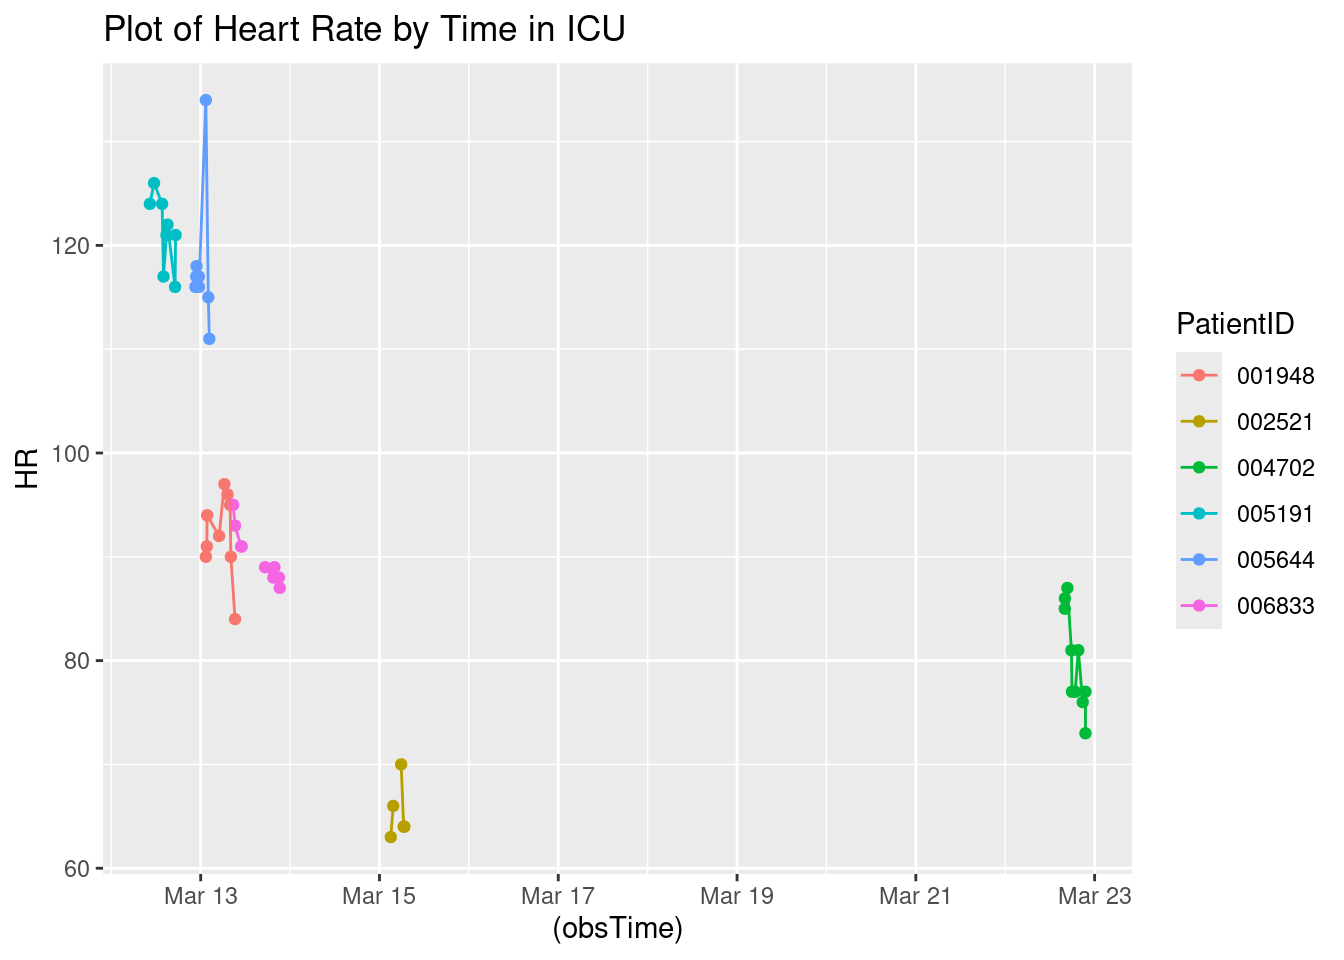 Plot of Heart Rate by Time in ICU
HR
120
100
80
60
Mar 13
Mar 15
Mar 17
Mar 19
Mar 21
Mar 23
(obsTime)
PatientID
001948
002521
004702
005191
005644
006833